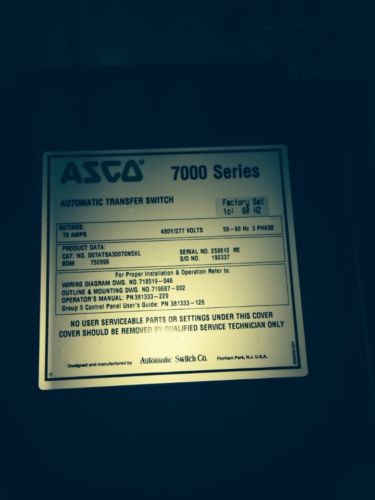 ASCO 7000 Series
AUTOMATIC TRANSFER SWITCH
Factory Set
to: 60 HZ
RATINGS:
70 AMPS 480Y/277 VOLTS 50-60 Hz 3 PHASE
PRODUCT DATA:
CAT. NO. D07ATSA30070N5XL SERIAL NO. 259610 RE
BOM 750996 S/O NO. 190337
For Proper Installation & Operation Refer to:
WIRING DIAGRAM DWG. NO. 718519-046
OUTLINE & MOUNTING DWG. NO. 719687-002
OPERATOR'S MANUAL: PN 381333-229
Group 5 Control Panel User's Guide: PN 381333-126
NO USER SERVICEABLE PARTS OR SETTINGS UNDER THIS COVER
COVER SHOULD BE REMOVED BY QUALIFIED SERVICE TECHNICIAN ONLY
Designed and manufactured by Automatic Switch Co. Florham Park, N.J. U.S.A.